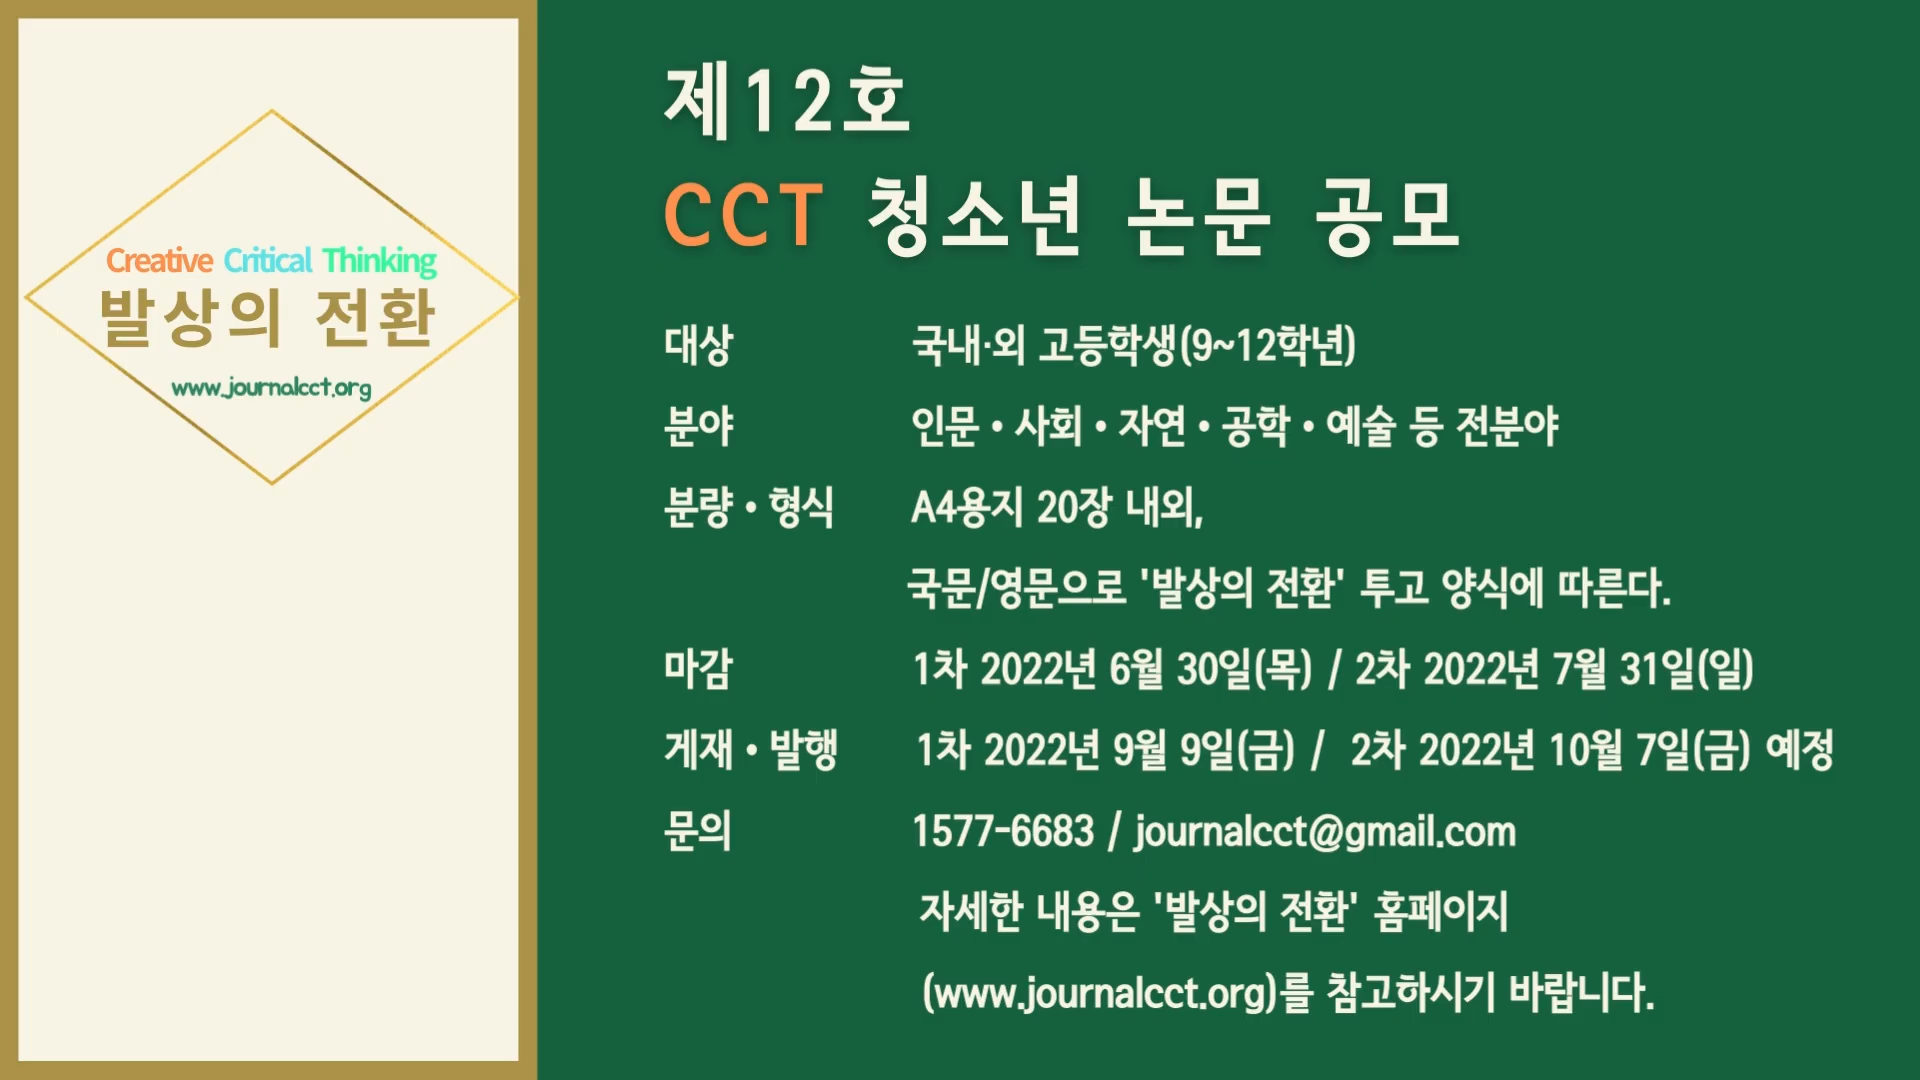 Creative Critical Thinking
발상의 전환
www.journalcct.org
제12호
CCT 청소년 논문 공모
대상 국내·외 고등학생(9~12학년)
분야 인문 • 사회 • 자연 • 공학 • 예술 등 전분야
분량 • 형식 A4용지 20장 내외,
국문/영문으로 '발상의 전환' 투고 양식에 따른다.
마감 1차 2022년 6월 30일(목) / 2차 2022년 7월 31일(일)
게재 • 발행 1차 2022년 9월 9일(금) / 2차 2022년 10월 7일(금) 예정
문의 1577-6683 / journalcct@gmail.com
자세한 내용은 '발상의 전환' 홈페이지
(www.journalcct.org)를 참고하시기 바랍니다.